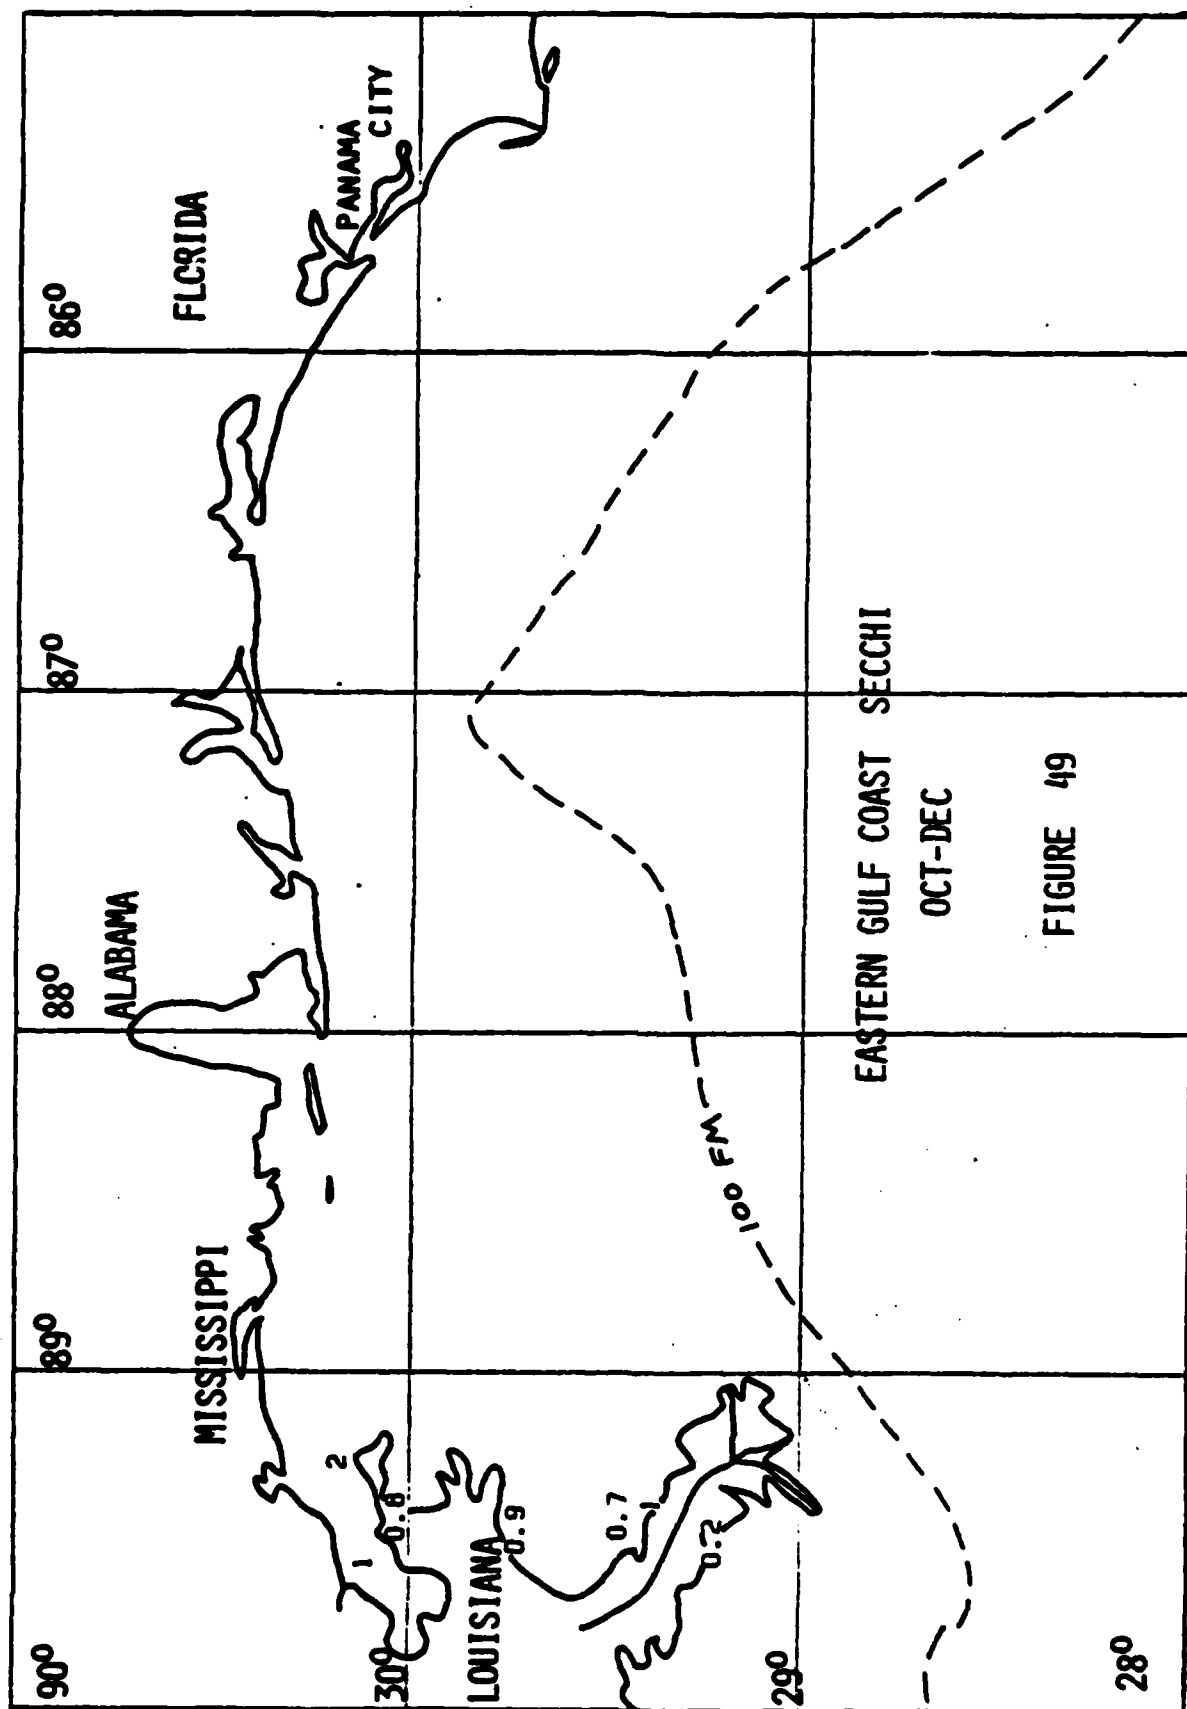 90° 89° 88° 87° 86°
ALABAMA
MISSISSIPPI
FLCRIDA
PANAMA
CITY
2
1
0.8
30°
LOUISIANA
0.9
0.7
1
0.2
100 FM
29°
EASTERN GULF COAST SECCHI
OCT-DEC
FIGURE 49
28°